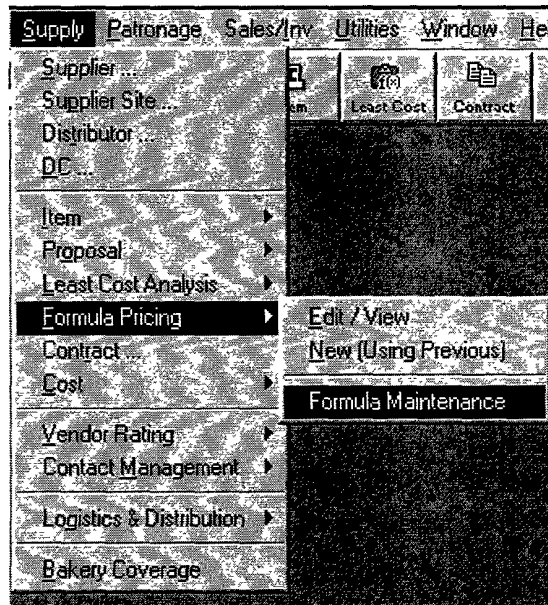 Supply Patronage Sales/Inv Utilities Window He
Supplier ...
Supplier Site ...
Distributor ...
DC ...
em Least Cost Contract
Item
Proposal
Least Cost Analysis
Formula Pricing
Contract ...
Cost
Edit / View
New (Using Previous)
Formula Maintenance
Vendor Rating
Contact Management
Logistics & Distribution
Bakery Coverage